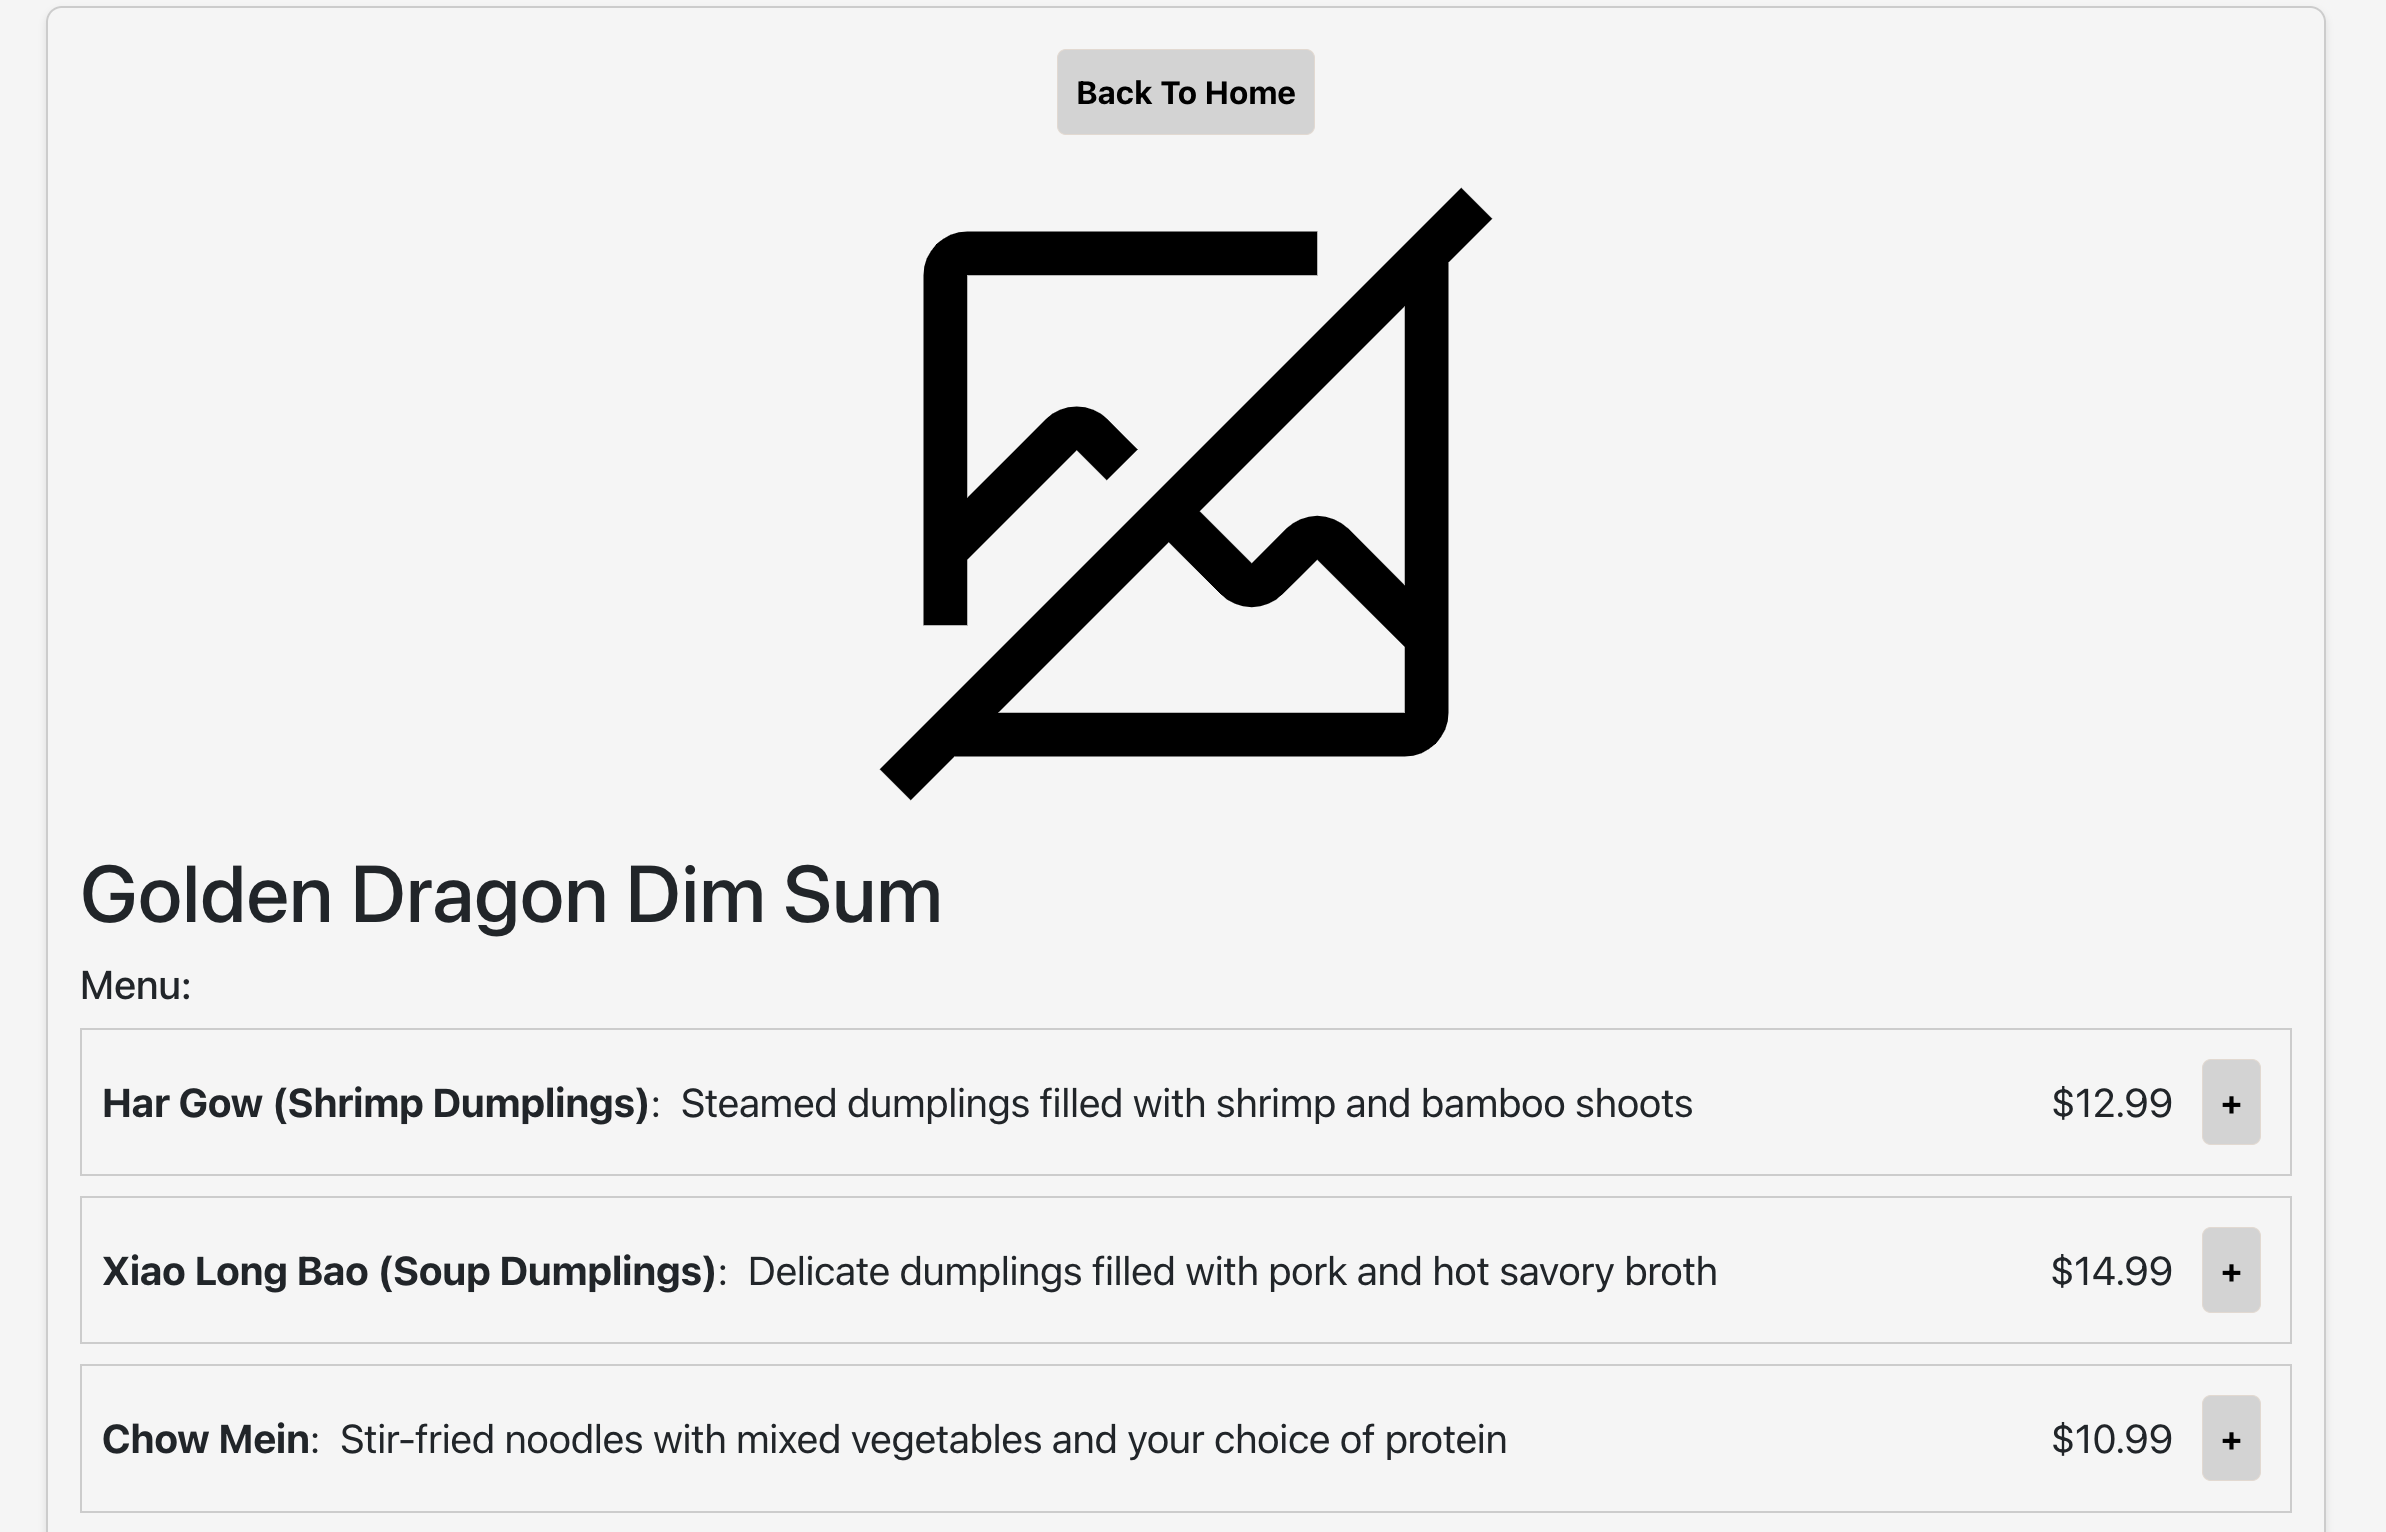 Back To Home
Golden Dragon Dim Sum
Menu:
Har Gow (Shrimp Dumplings): Steamed dumplings filled with shrimp and bamboo shoots $12.99 +
Xiao Long Bao (Soup Dumplings): Delicate dumplings filled with pork and hot savory broth $14.99 +
Chow Mein: Stir-fried noodles with mixed vegetables and your choice of protein $10.99 +